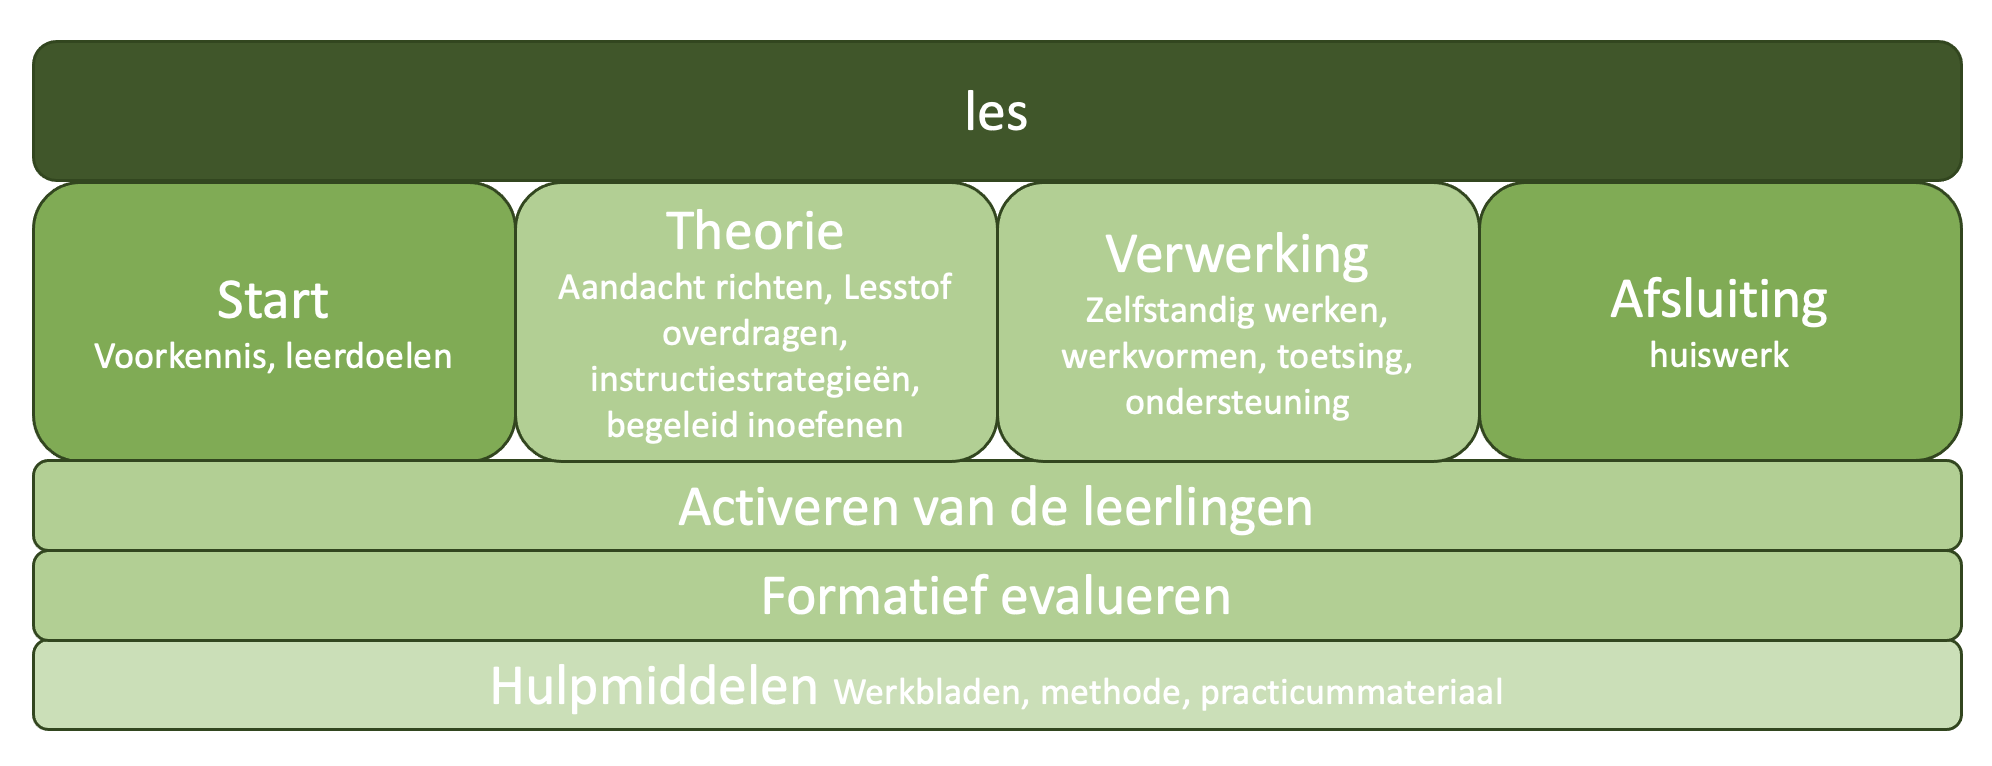 les
Start
Voorkennis, leerdoelen
Theorie
Aandacht richten, Lesstof
overdragen,
instructiestrategieën,
begeleid inoefenen
Verwerking
Zelfstandig werken,
werkvormen, toetsing,
ondersteuning
Afsluiting
huiswerk
Activeren van de leerlingen
Formatief evalueren
Hulpmiddelen Werkbladen, methode, practicummateriaal